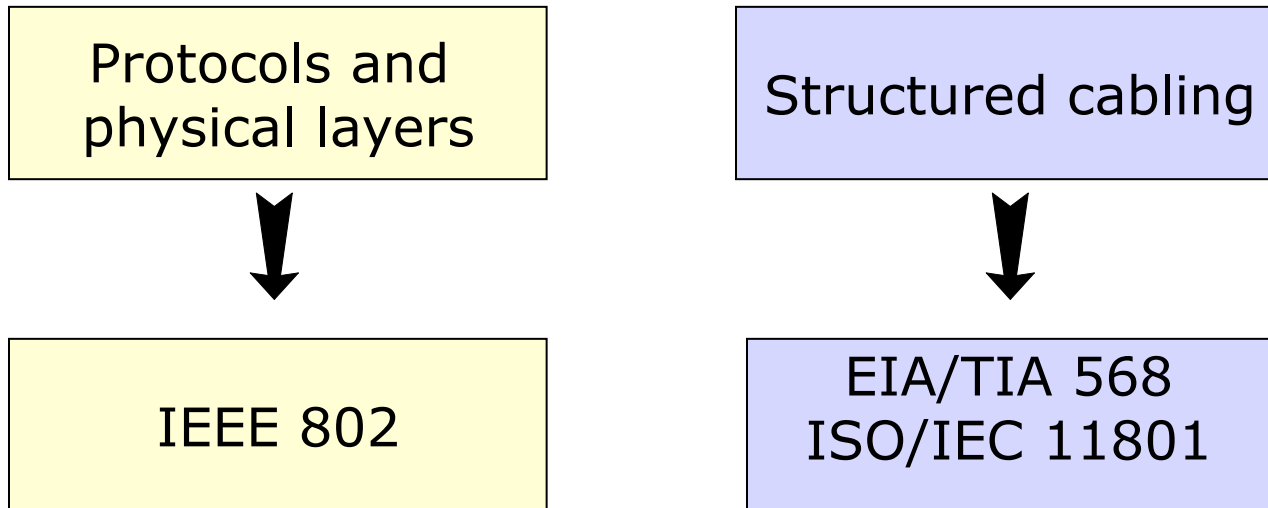 Protocols and
physical layers
Structured cabling
IEEE 802
EIA/TIA 568
ISO/IEC 11801